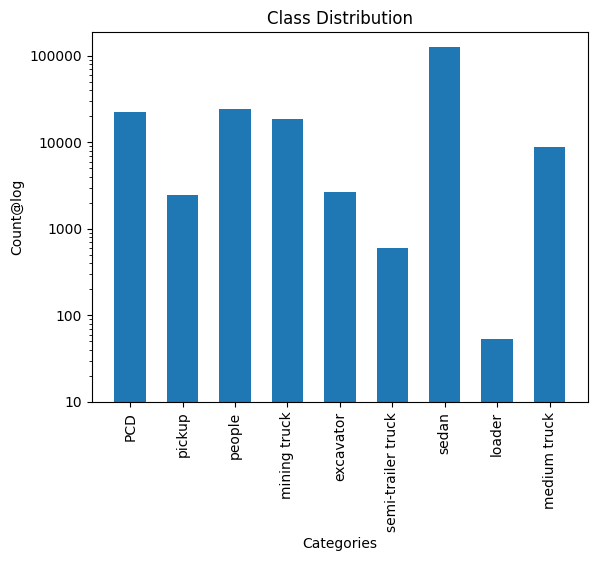 Class Distribution
Count@log
100000
10000
1000
100
10
PCD
pickup
people
mining truck
excavator
semi-trailer truck
sedan
loader
medium truck
Categories